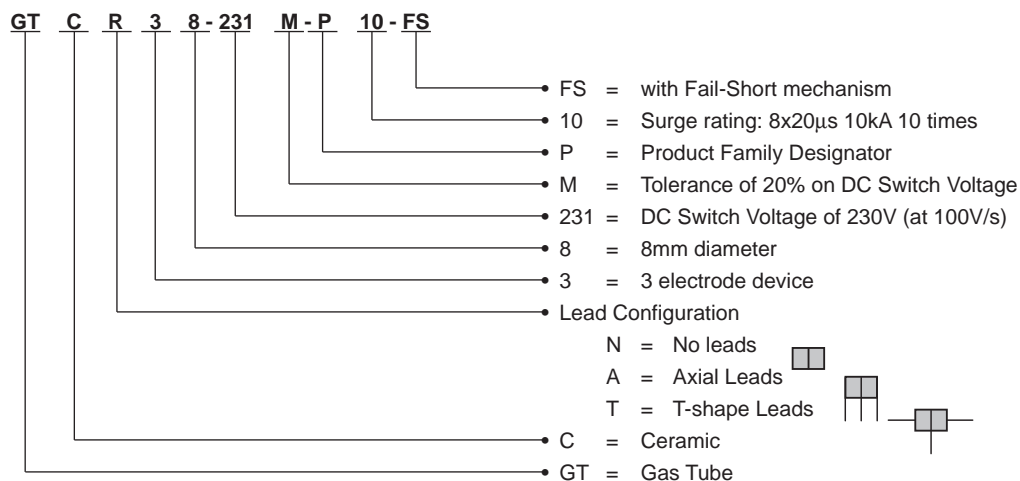 GT C R 3 8 - 231 M - P 10 - FS
FS = with Fail-Short mechanism
10 = Surge rating: 8x20μs 10kA 10 times
P = Product Family Designator
M = Tolerance of 20% on DC Switch Voltage
231 = DC Switch Voltage of 230V (at 100V/s)
8 = 8mm diameter
3 = 3 electrode device
Lead Configuration
N = No leads
A = Axial Leads
T = T-shape Leads
C = Ceramic
GT = Gas Tube